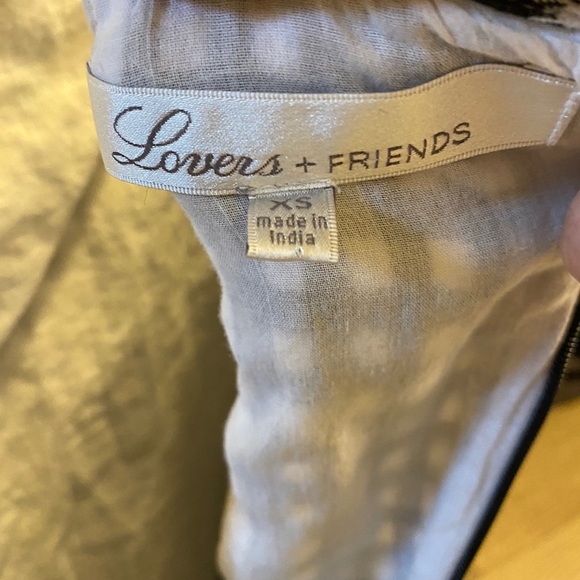 Lovers + FRIENDS
XS
made in
India